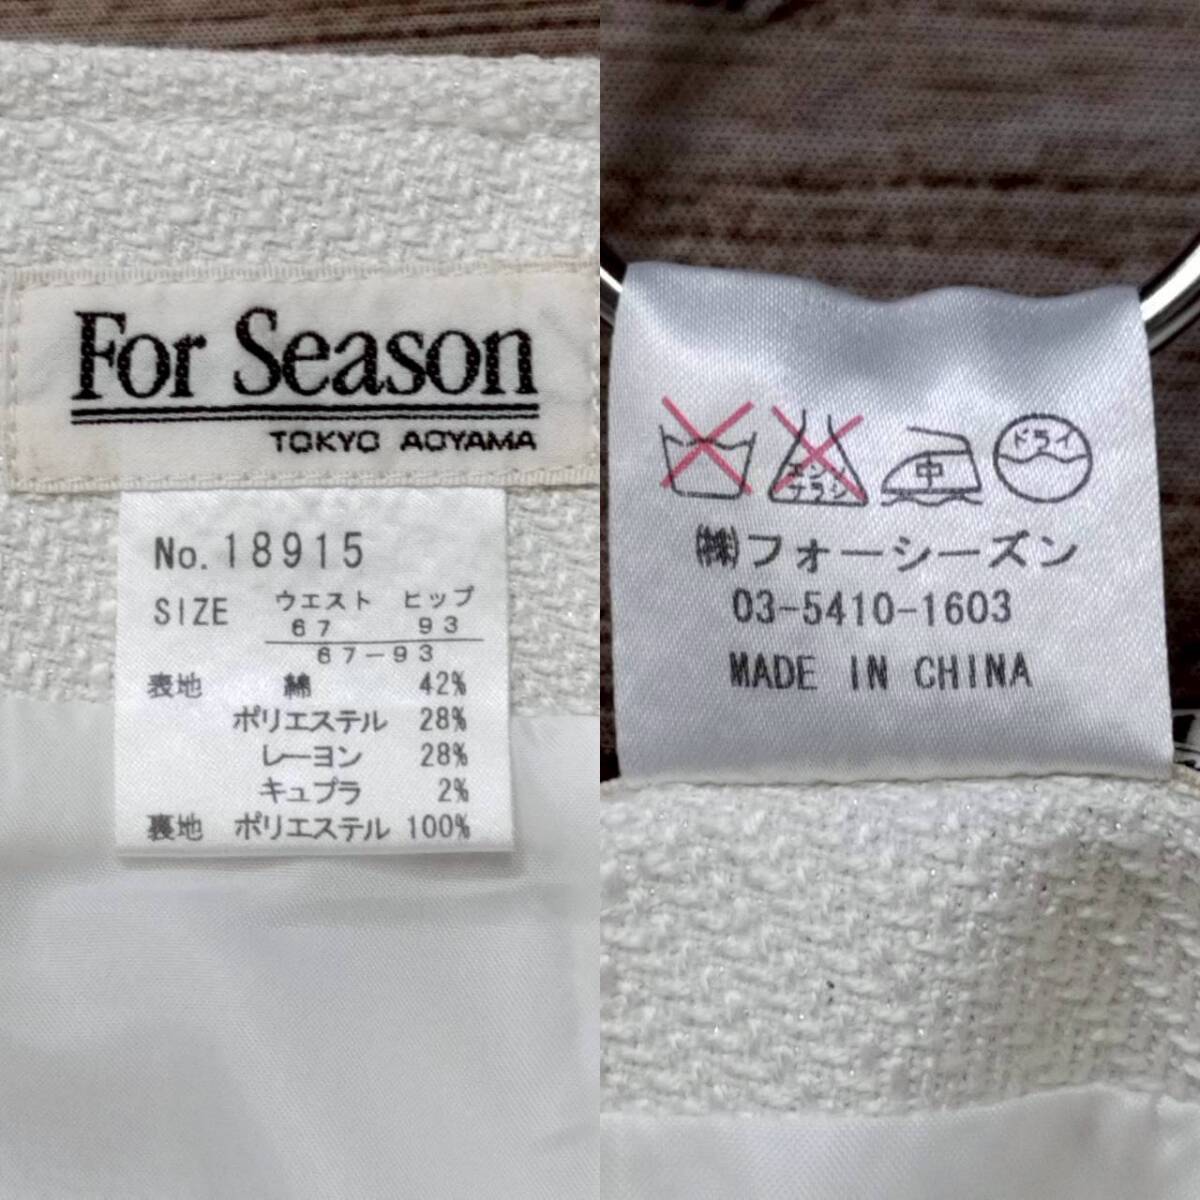 For Season
TOKYO AOYAMA
No. 18915
SIZE ウエスト ヒップ
67 93
67-93
表地 綿 42%
ポリエステル 28%
レーヨン 28%
キュプラ 2%
裏地 ポリエステル 100%
エンソ
サラシ
中
ドライ
㈱フォーシーズン
03-5410-1603
MADE IN CHINA